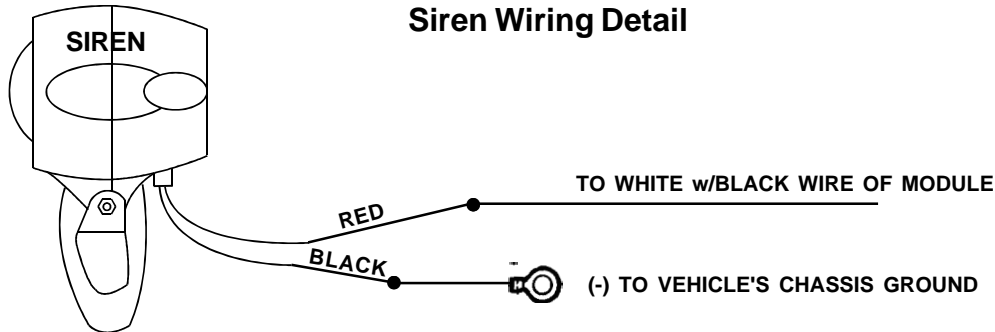 Siren Wiring Detail
SIREN
TO WHITE w/BLACK WIRE OF MODULE
RED
BLACK
(-) TO VEHICLE'S CHASSIS GROUND